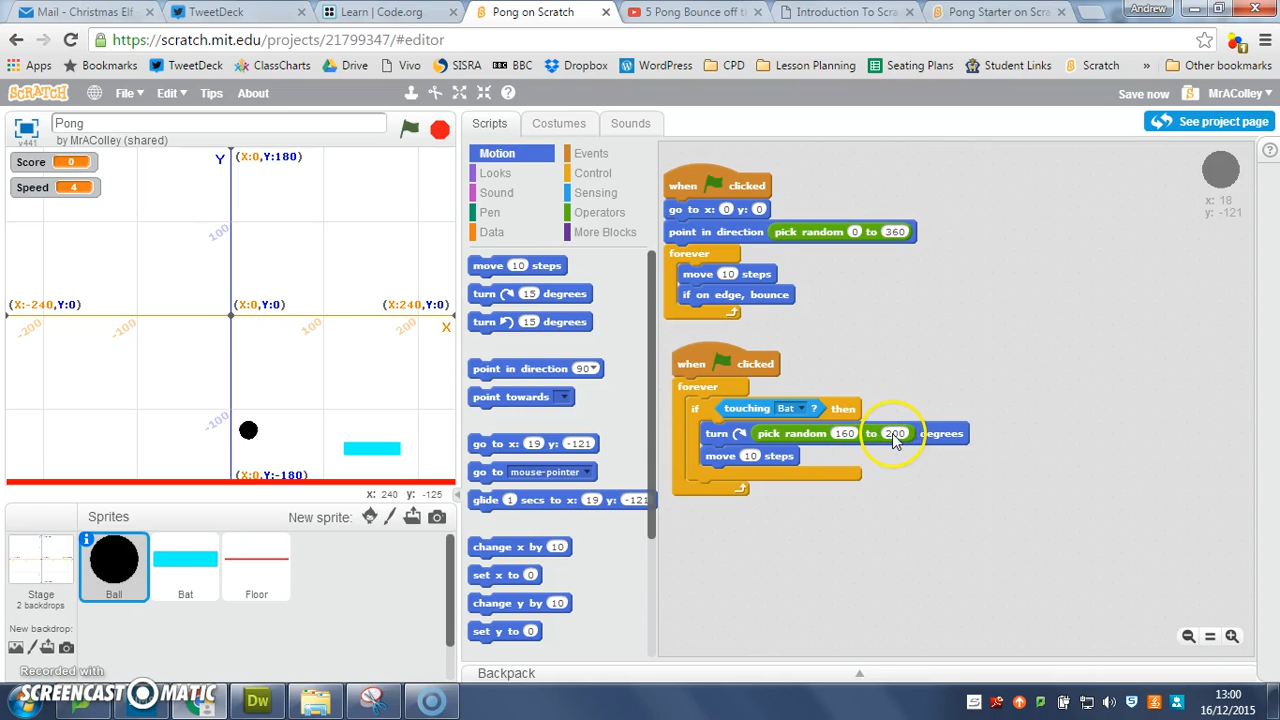 Mail - Christmas Elf
TweetDeck
Learn | Code.org
Pong on Scratch
5 Pong Bounce off th
Introduction To Scra
Pong Starter on Scra
Andrew
https://scratch.mit.edu/projects/21799347/#editor
Apps
Bookmarks
TweetDeck
ClassCharts
Drive
Vivo
SISRA
BBC
Dropbox
WordPress
CPD
Lesson Planning
Seating Plans
Student Links
Scratch
»
Other bookmarks
SCRATCH
File
Edit
Tips
About
Save now
MrAColley
Pong
by MrAColley (shared)
v441
Scripts
Costumes
Sounds
See project page
Score 0
Speed 4
Y
(X:0,Y:180)
100
(X:-240,Y:0)
(X:0,Y:0)
(X:240,Y:0)
-200
-100
100
200
X
-100
(X:0,Y:-180)
x: 240 y: -125
Motion
Looks
Sound
Pen
Data
Events
Control
Sensing
Operators
More Blocks
move 10 steps
turn 15 degrees
turn 15 degrees
point in direction 90
point towards
go to x: 19 y: -121
go to mouse-pointer
glide 1 secs to x: 19 y: -121
change x by 10
set x to 0
change y by 10
set y to 0
when clicked
go to x: 0 y: 0
point in direction pick random 0 to 360
forever
move 10 steps
if on edge, bounce
when clicked
forever
if touching Bat ? then
turn pick random 160 to 200 degrees
move 10 steps
x: 18
y: -121
Sprites
New sprite:
Stage
2 backdrops
New backdrop:
Ball
Bat
Floor
Backpack
Recorded with
SCREENCAST MATIC
Dw
13:00
16/12/2015